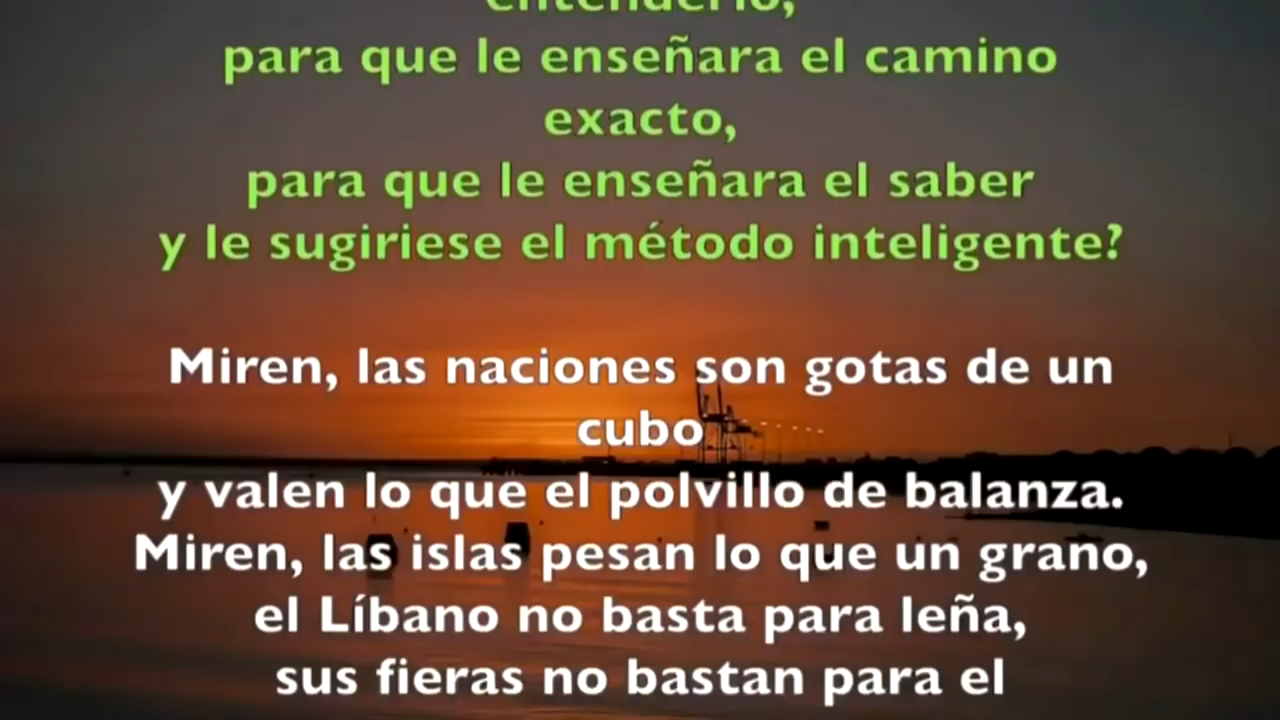 entenderlo,
para que le enseñara el camino
exacto,
para que le enseñara el saber
y le sugiriese el método inteligente?
Miren, las naciones son gotas de un
cubo
y valen lo que el polvillo de balanza.
Miren, las islas pesan lo que un grano,
el Líbano no basta para leña,
sus fieras no bastan para el